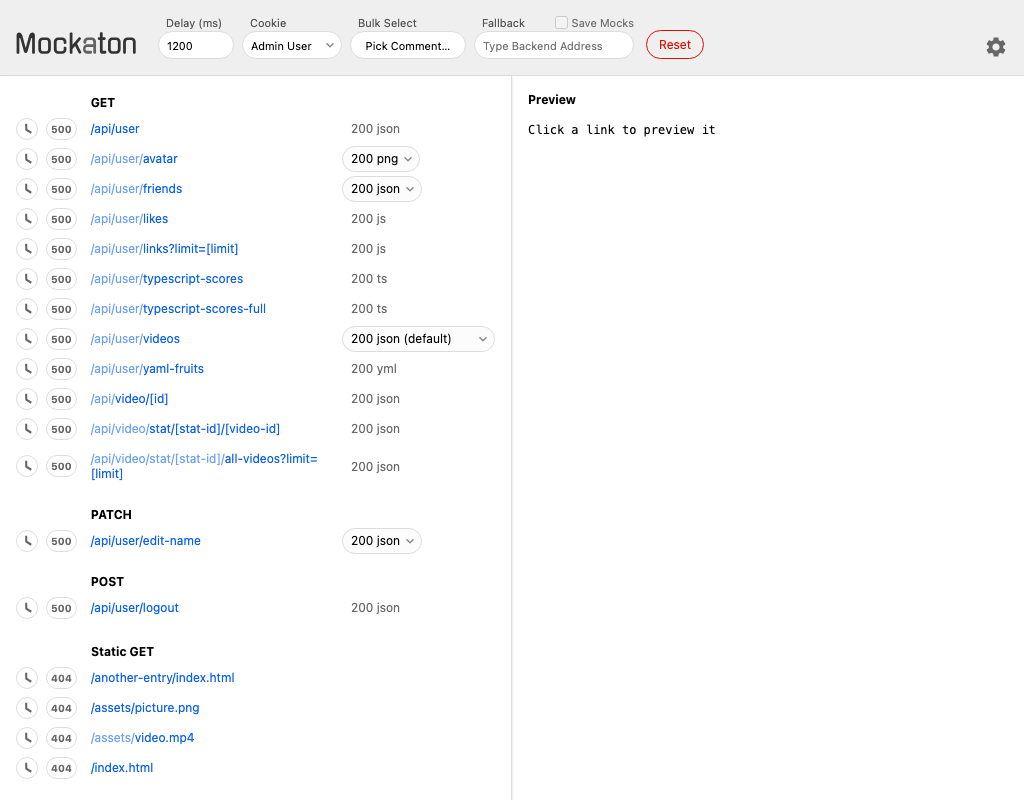 Mockaton
Delay (ms)
1200
Cookie
Admin User
Bulk Select
Pick Comment...
Fallback
Save Mocks
Type Backend Address
Reset
GET
500 /api/user 200 json
500 /api/user/avatar 200 png
500 /api/user/friends 200 json
500 /api/user/likes 200 js
500 /api/user/links?limit=[limit] 200 js
500 /api/user/typescript-scores 200 ts
500 /api/user/typescript-scores-full 200 ts
500 /api/user/videos 200 json (default)
500 /api/user/yaml-fruits 200 yml
500 /api/video/[id] 200 json
500 /api/video/stat/[stat-id]/[video-id] 200 json
500 /api/video/stat/[stat-id]/all-videos?limit= 200 json
[limit]
PATCH
500 /api/user/edit-name 200 json
POST
500 /api/user/logout 200 json
Static GET
404 /another-entry/index.html
404 /assets/picture.png
404 /assets/video.mp4
404 /index.html
Preview
Click a link to preview it